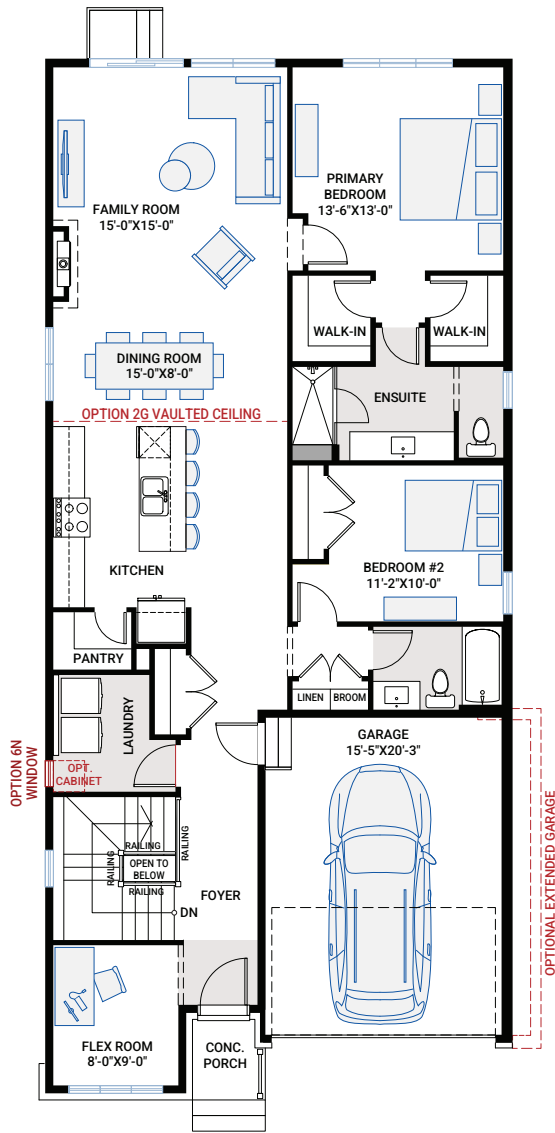 FAMILY ROOM
15'-0"X15'-0"
PRIMARY
BEDROOM
13'-6"X13'-0"
WALK-IN
WALK-IN
DINING ROOM
15'-0"X8'-0"
ENSUITE
OPTION 2G VAULTED CEILING
KITCHEN
BEDROOM #2
11'-2"X10'-0"
PANTRY
LINEN
BROOM
LAUNDRY
OPTION 6N
WINDOW
OPT.
CABINET
GARAGE
15'-5"X20'-3"
OPTIONAL EXTENDED GARAGE
RAILING
RAILING
RAILING
OPEN TO
BELOW
RAILING
DN
FOYER
FLEX ROOM
8'-0"X9'-0"
CONC.
PORCH